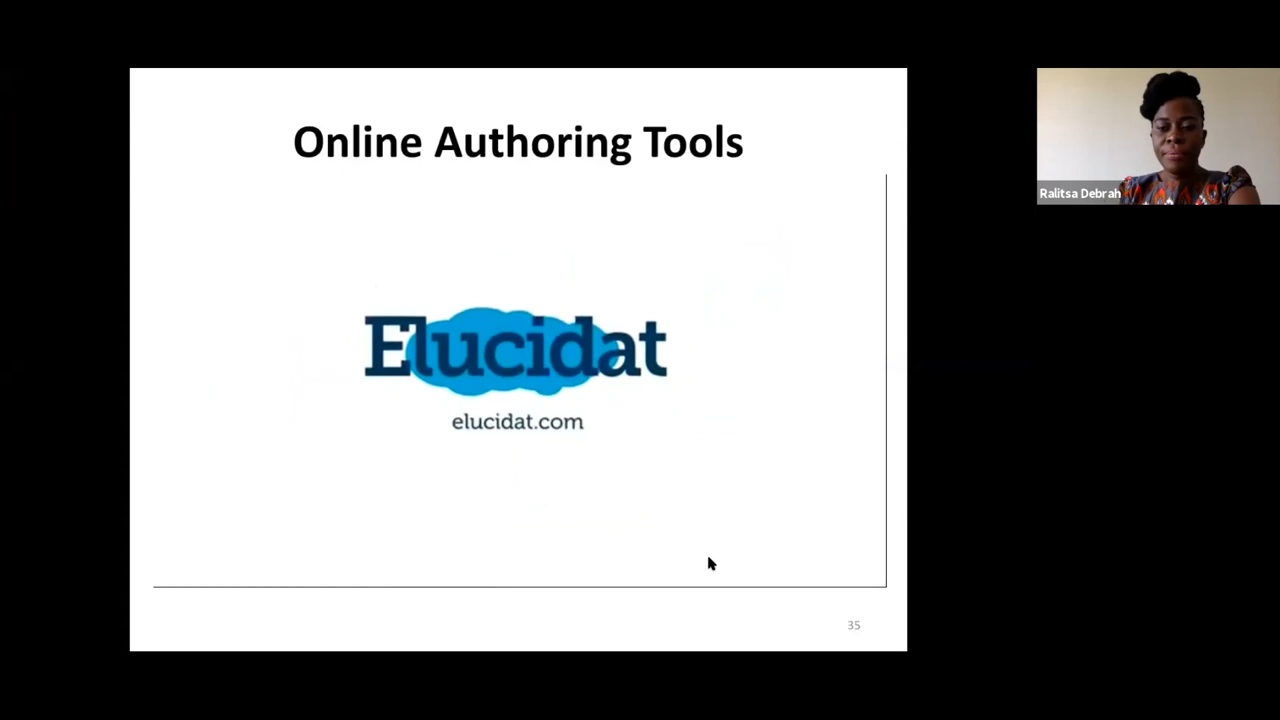 Online Authoring Tools
Elucidat
elucidat.com
35
Ralitsa Debrah